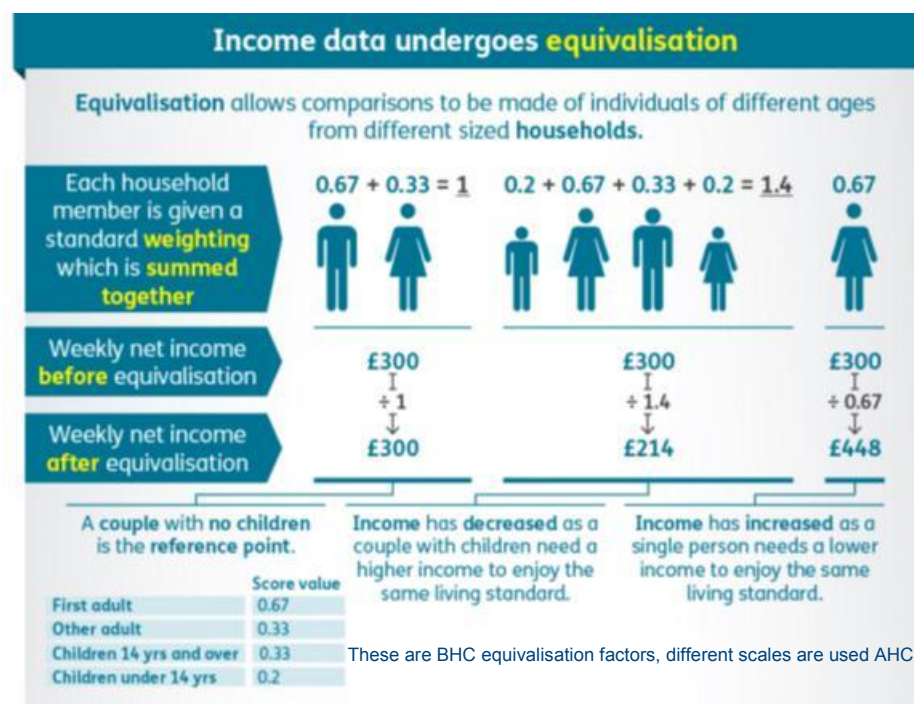 Income data undergoes equivalisation
Equivalisation allows comparisons to be made of individuals of different ages
from different sized households.
Each household
member is given a
standard weighting
which is summed
together
0.67 + 0.33 = 1
0.2 + 0.67 + 0.33 + 0.2 = 1.4
0.67
Weekly net income
before equivalisation
£300
£300
£300
÷ 1
÷ 1.4
÷ 0.67
Weekly net income
after equivalisation
£300
£214
£448
A couple with no children
is the reference point.
Income has decreased as a
couple with children need a
higher income to enjoy the
same living standard.
Income has increased as a
single person needs a lower
income to enjoy the same
living standard.
Score value
First adult 0.67
Other adult 0.33
Children 14 yrs and over 0.33
Children under 14 yrs 0.2
These are BHC equivalisation factors, different scales are used AHC